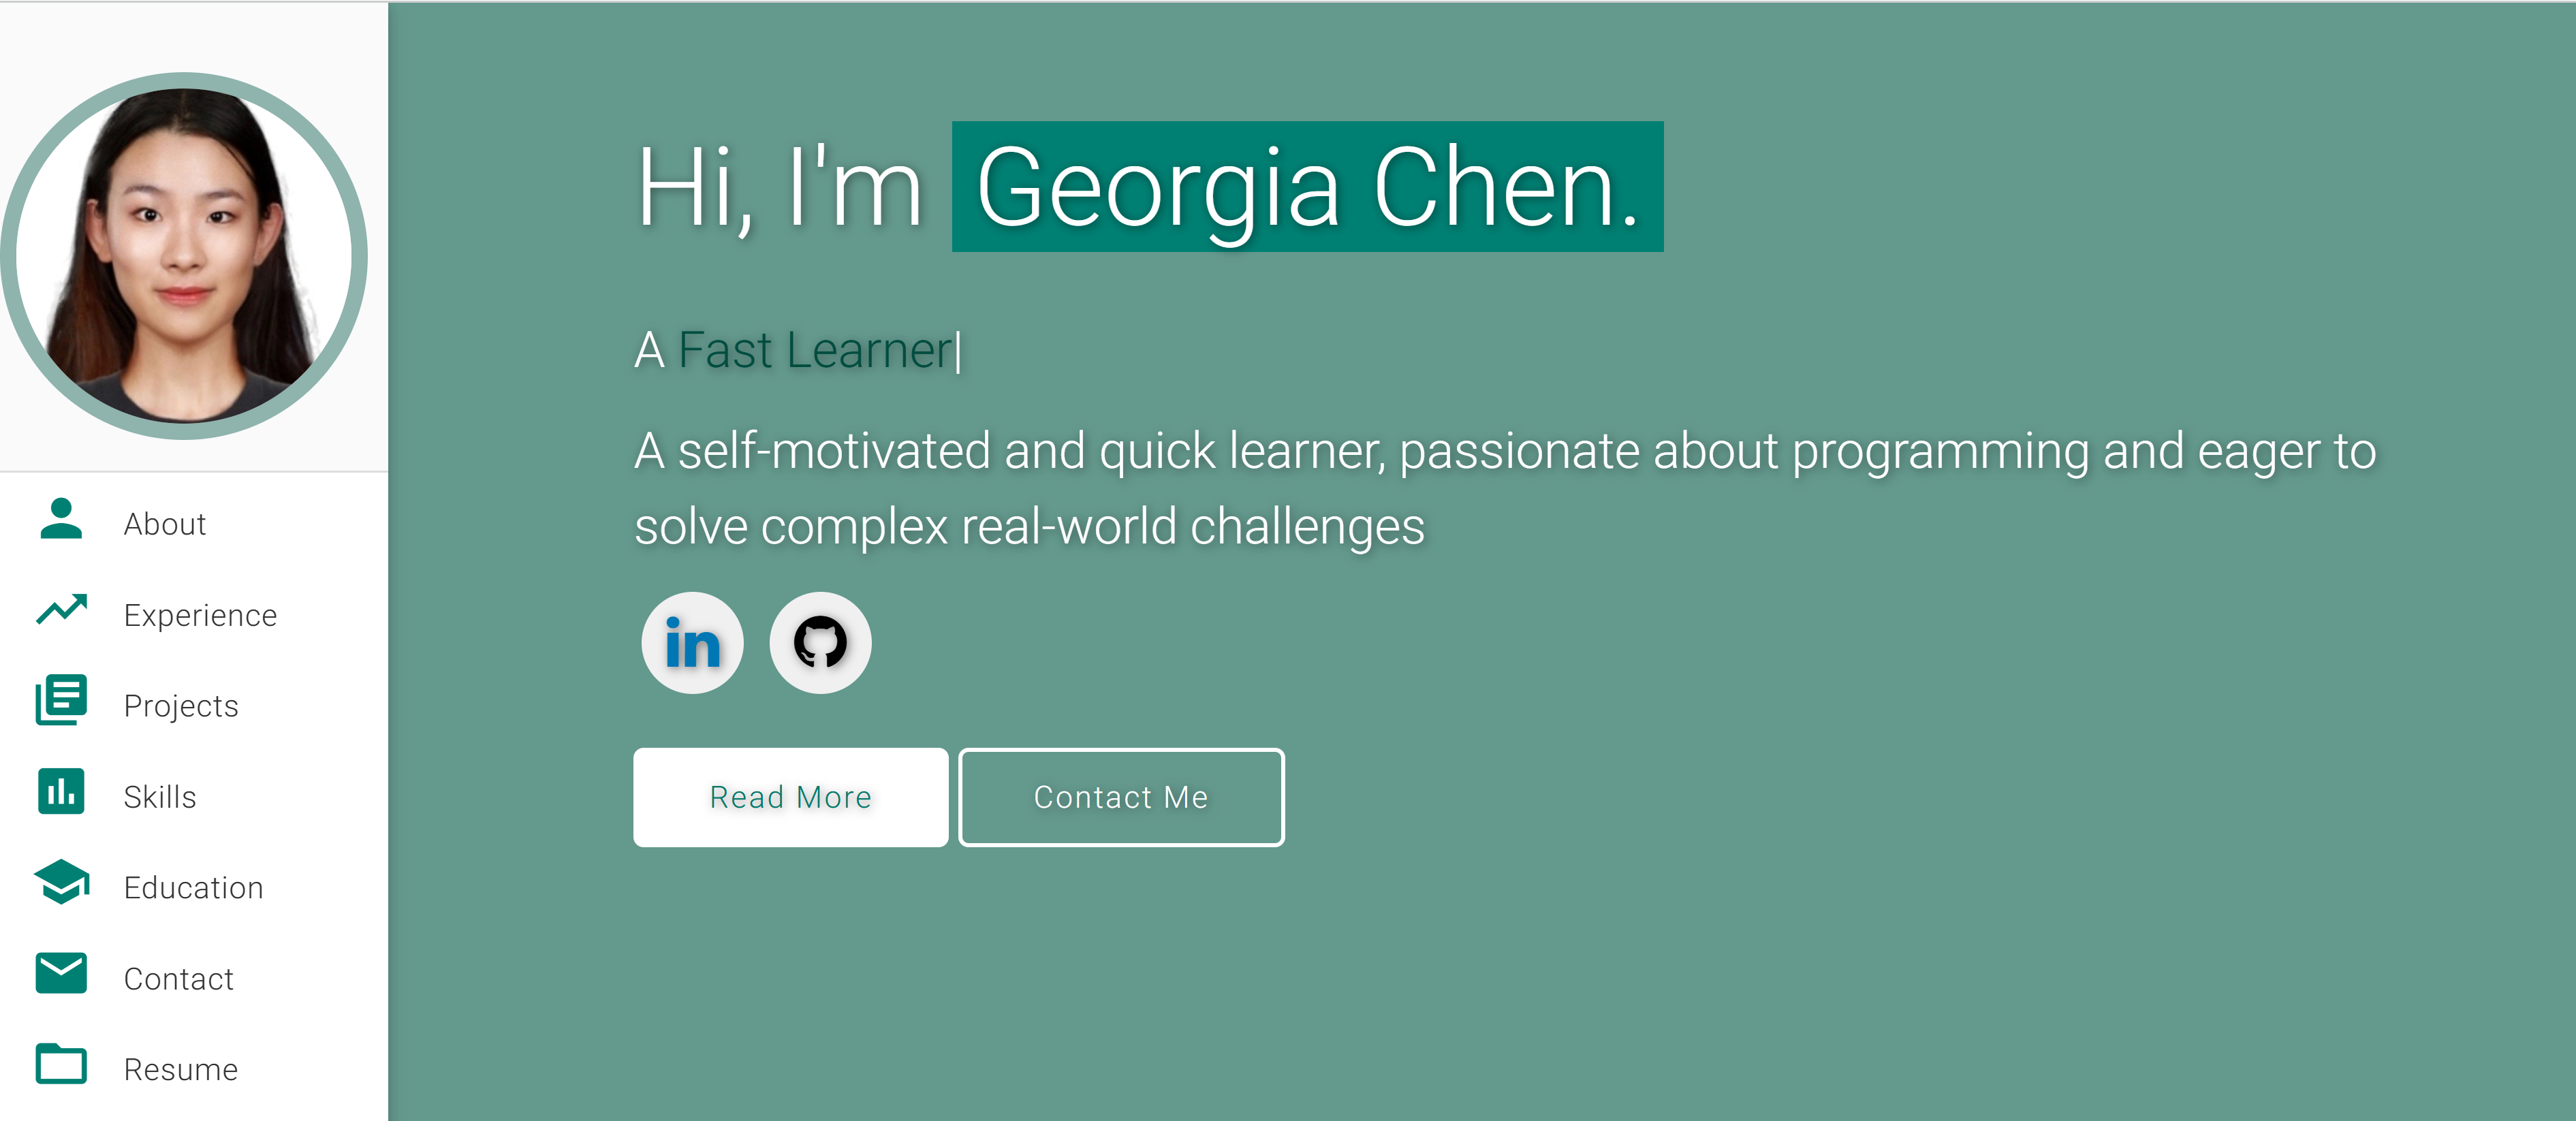 Hi, I'm Georgia Chen.
A Fast Learner|
A self-motivated and quick learner, passionate about programming and eager to
solve complex real-world challenges
in
Read More
Contact Me
About
Experience
Projects
Skills
Education
Contact
Resume